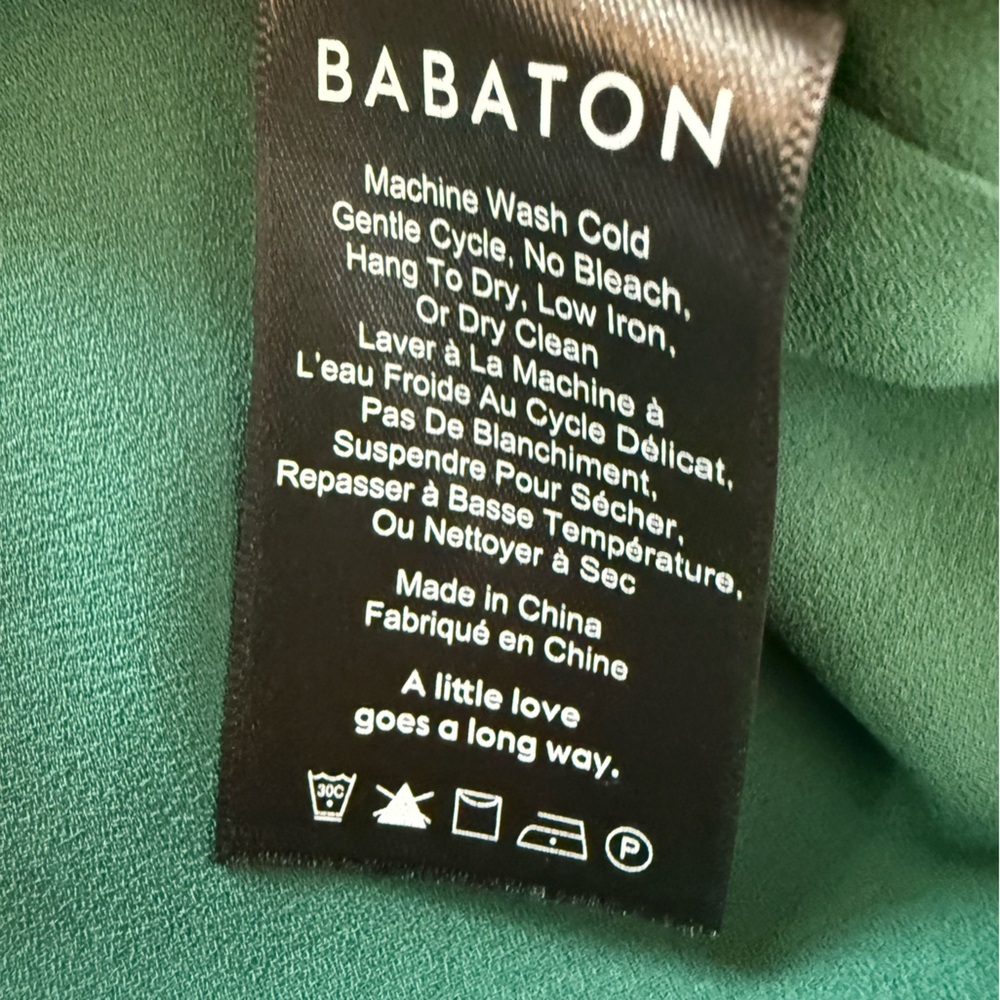 BABATON
Machine Wash Cold
Gentle Cycle, No Bleach,
Hang To Dry, Low Iron,
Or Dry Clean
Laver à La Machine à
L'eau Froide Au Cycle Délicat,
Pas De Blanchiment,
Suspendre Pour Sécher,
Repasser à Basse Température,
Ou Nettoyer à Sec
Made in China
Fabriqué en Chine
A little love
goes a long way.
30C P